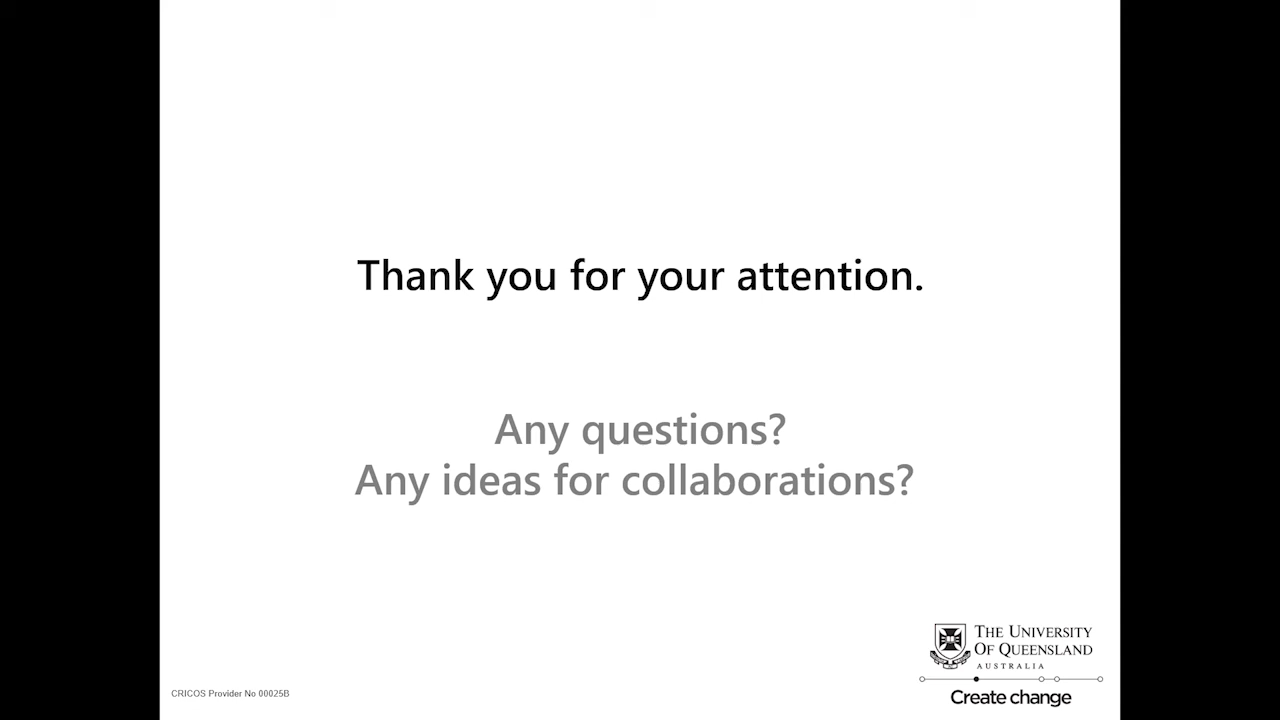 Thank you for your attention.
Any questions?
Any ideas for collaborations?
THE UNIVERSITY
OF QUEENSLAND
AUSTRALIA
Create change
CRICOS Provider No 00025B